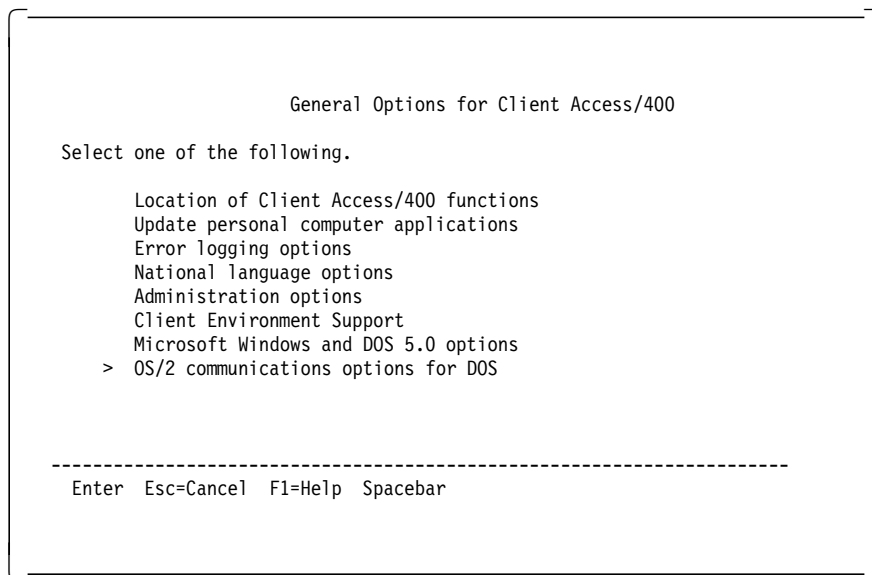 General Options for Client Access/400
Select one of the following.
Location of Client Access/400 functions
Update personal computer applications
Error logging options
National language options
Administration options
Client Environment Support
Microsoft Windows and DOS 5.0 options
> OS/2 communications options for DOS
-----------------------------------------------------------------------
Enter Esc=Cancel F1=Help Spacebar